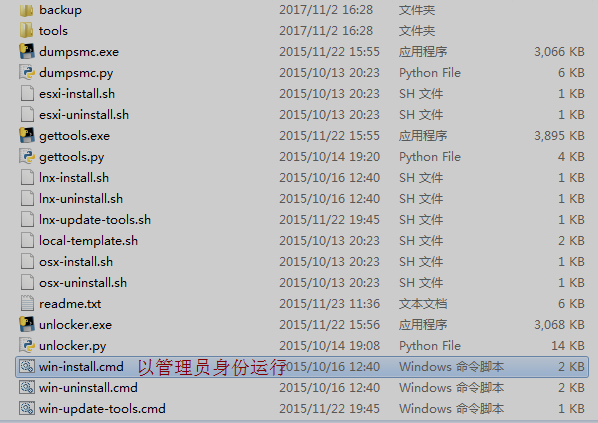 backup 2017/11/2 16:28 文件夹
tools 2017/11/2 16:28 文件夹
dumpsmc.exe 2015/11/22 15:55 应用程序 3,066 KB
dumpsmc.py 2015/10/13 20:23 Python File 6 KB
esxi-install.sh 2015/10/13 20:23 SH 文件 1 KB
esxi-uninstall.sh 2015/10/13 20:23 SH 文件 1 KB
gettools.exe 2015/11/22 15:55 应用程序 3,895 KB
gettools.py 2015/10/14 19:20 Python File 4 KB
lnx-install.sh 2015/10/16 12:40 SH 文件 1 KB
lnx-uninstall.sh 2015/10/16 12:40 SH 文件 1 KB
lnx-update-tools.sh 2015/11/22 19:45 SH 文件 1 KB
local-template.sh 2015/10/13 20:23 SH 文件 2 KB
osx-install.sh 2015/10/13 20:23 SH 文件 1 KB
osx-uninstall.sh 2015/10/13 20:23 SH 文件 1 KB
readme.txt 2015/11/23 11:36 文本文档 6 KB
unlocker.exe 2015/11/22 15:56 应用程序 3,068 KB
unlocker.py 2015/10/14 19:08 Python File 14 KB
win-install.cmd 以管理员身份运行 2015/10/16 12:40 Windows 命令脚本 2 KB
win-uninstall.cmd 2015/10/16 12:40 Windows 命令脚本 2 KB
win-update-tools.cmd 2015/11/22 19:45 Windows 命令脚本 1 KB